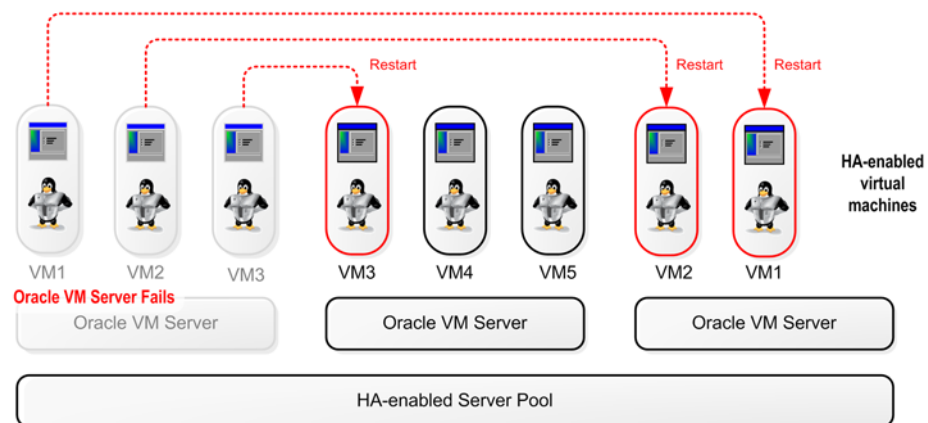 Restart
Restart
Restart
HA-enabled
virtual
machines
VM1
VM2
VM3
VM3
VM4
VM5
VM2
VM1
Oracle VM Server Fails
Oracle VM Server
Oracle VM Server
Oracle VM Server
HA-enabled Server Pool